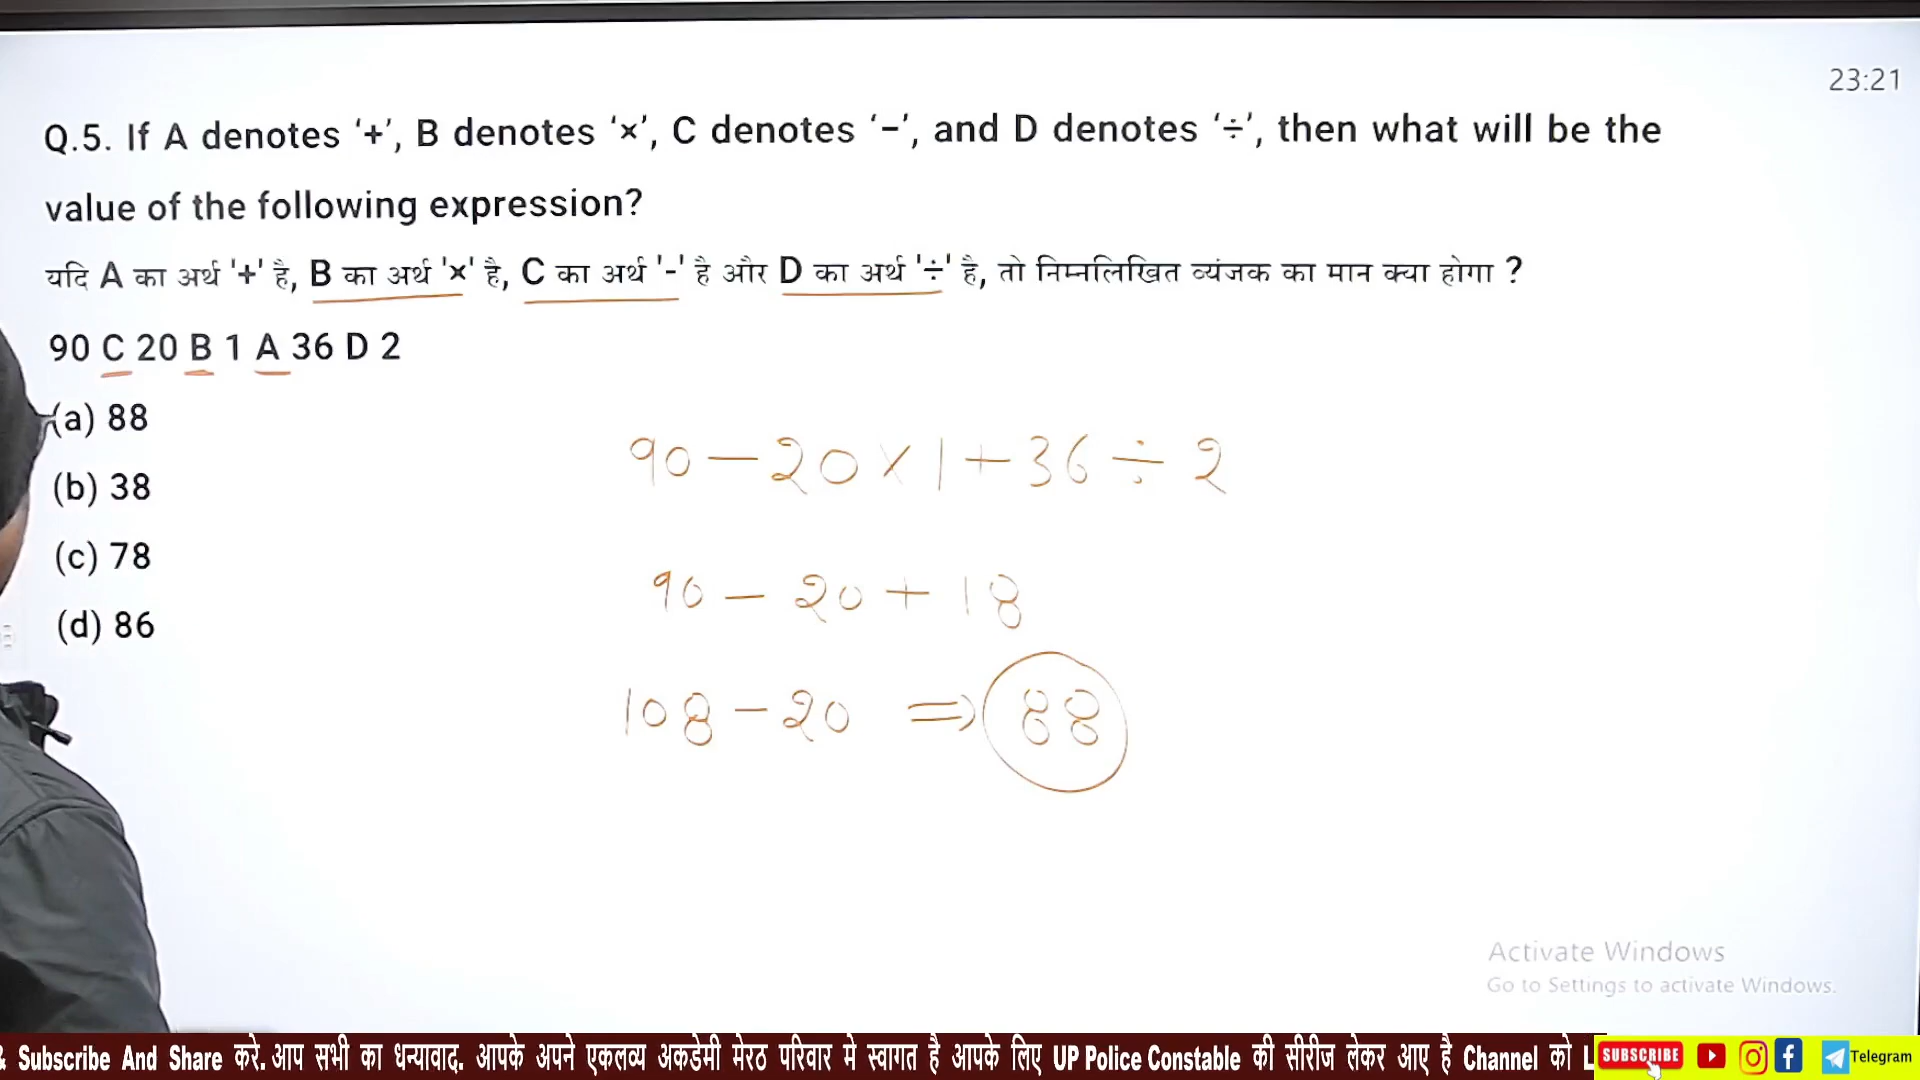 23:21
Q.5. If A denotes ‘+’, B denotes ‘×’, C denotes ‘−’, and D denotes ‘÷’, then what will be the
value of the following expression?
यदि A का अर्थ '+' है, B का अर्थ 'x' है, C का अर्थ '-' है और D का अर्थ '÷' है, तो निम्नलिखित व्यंजक का मान क्या होगा ?
90 C 20 B 1 A 36 D 2
(a) 88
(b) 38
(c) 78
(d) 86
90 − 20 × 1 + 36 ÷ 2
90 − 20 + 18
108 − 20 ⇒ 88
Activate Windows
Go to Settings to activate Windows.
& Subscribe And Share करे. आप सभी का धन्यावाद. आपके अपने एकलव्य अकडेमी मेरठ परिवार मे स्वागत है आपके लिए UP Police Constable की सीरीज लेकर आए है Channel को L
SUBSCRIBE
Telegram